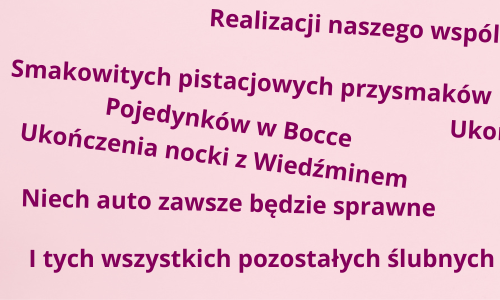 Realizacji naszego wspól
Smakowitych pistacjowych przysmaków
Pojedynków w Bocce
Uko
Ukończenia nocki z Wiedźminem
Niech auto zawsze będzie sprawne
I tych wszystkich pozostałych ślubnych